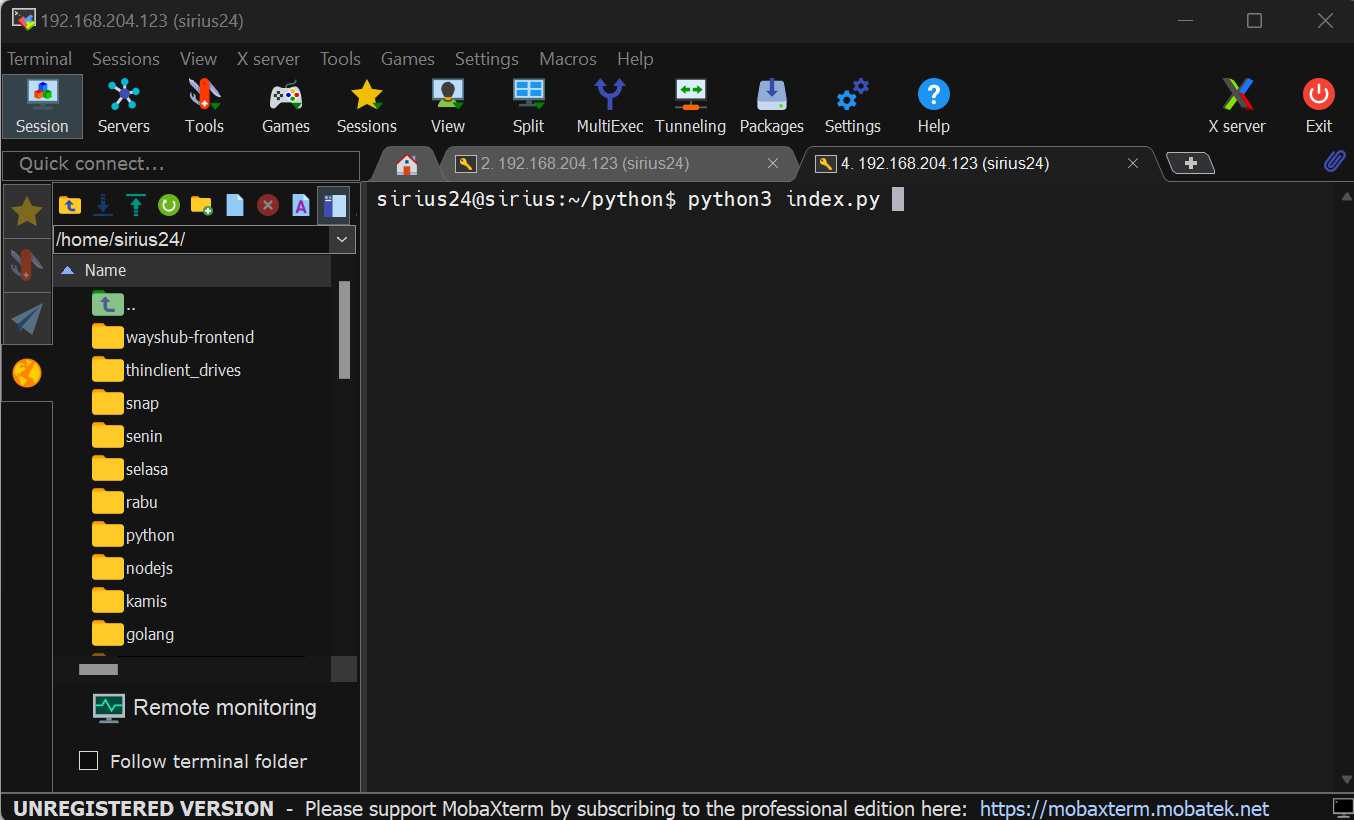 192.168.204.123 (sirius24)
Terminal Sessions View X server Tools Games Settings Macros Help
Session Servers Tools Games Sessions View Split MultiExec Tunneling Packages Settings Help X server Exit
Quick connect...
2. 192.168.204.123 (sirius24)
4. 192.168.204.123 (sirius24)
/home/sirius24/
Name
..
wayshub-frontend
thinclient_drives
snap
senin
selasa
rabu
python
nodejs
kamis
golang
Remote monitoring
Follow terminal folder
sirius24@sirius:~/python$ python3 index.py
UNREGISTERED VERSION - Please support MobaXterm by subscribing to the professional edition here: https://mobaxterm.mobatek.net